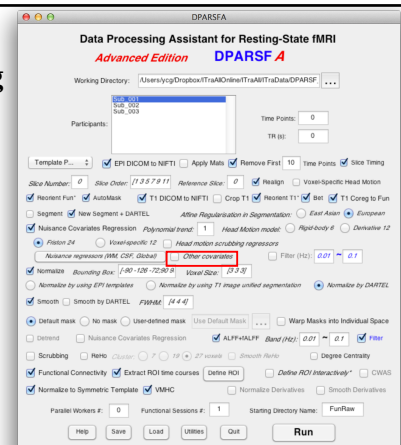 g
DPARSFA
Data Processing Assistant for Resting-State fMRI
Advanced Edition DPARSF A
Working Directory: /Users/ycg/Dropbox/ITraAllOnline/ITraAll/ITraData/DPARSF_ ...
Sub_001
Sub_002
Sub_003
Participants:
Time Points: 0
TR (s): 0
Template P... EPI DICOM to NIFTI Apply Mats Remove First 10 Time Points Slice Timing
Slice Number: 0 Slice Order: [1 3 5 7 9 11 Reference Slice: 0 Realign Voxel-Specific Head Motion
Reorient Fun* AutoMask T1 DICOM to NIFTI Crop T1 Reorient T1* Bet T1 Coreg to Fun
Segment New Segment + DARTEL Affine Regularisation in Segmentation: East Asian European
Nuisance Covariates Regression Polynomial trend: 1 Head Motion model: Rigid-body 6 Derivative 12
Friston 24 Voxel-specific 12 Head motion scrubbing regressors
Nuisance regressors (WM, CSF, Global) Other covariates Filter (Hz): 0.01 ~ 0.1
Normalize Bounding Box: [-90 -126 -72;90 9 Voxel Size: [3 3 3]
Normalize by using EPI templates Normalize by using T1 image unified segmentation Normalize by DARTEL
Smooth Smooth by DARTEL FWHM: [4 4 4]
Default mask No mask User-defined mask Use Default Mask ... Warp Masks into Individual Space
Detrend Nuisance Covariates Regression ALFF+fALFF Band (Hz): 0.01 ~ 0.1 Filter
Scrubbing ReHo Cluster: 7 19 27 voxels Smooth ReHo Degree Centrality
Functional Connectivity Extract ROI time courses Define ROI Define ROI Interactively* CWAS
Normalize to Symmetric Template VMHC Normalize Derivatives Smooth Derivatives
Parallel Workers #: 0 Functional Sessions #: 1 Starting Directory Name: FunRaw
Help Save Load Utilities Quit Run